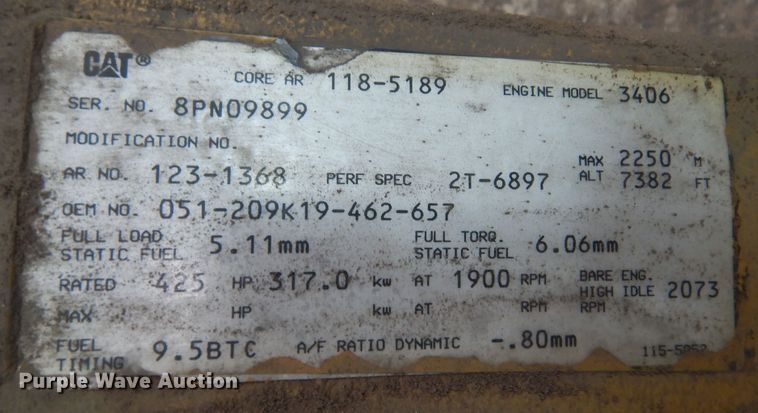 CAT®
CORE AR 118-5189 ENGINE MODEL 3406
SER. NO. 8PN09899
MODIFICATION NO.
AR NO. 123-1368 PERF SPEC 2T-6897 MAX ALT 2250 M 7382 FT
OEM NO. 051-209K19-462-657
FULL LOAD STATIC FUEL 5.11mm FULL TORQ. STATIC FUEL 6.06mm
RATED 425 HP 317.0 kw AT 1900 RPM BARE ENG. HIGH IDLE RPM 2073
MAX HP kw AT RPM
FUEL TIMING 9.5BTC A/F RATIO DYNAMIC -.80mm
Purple Wave Auction